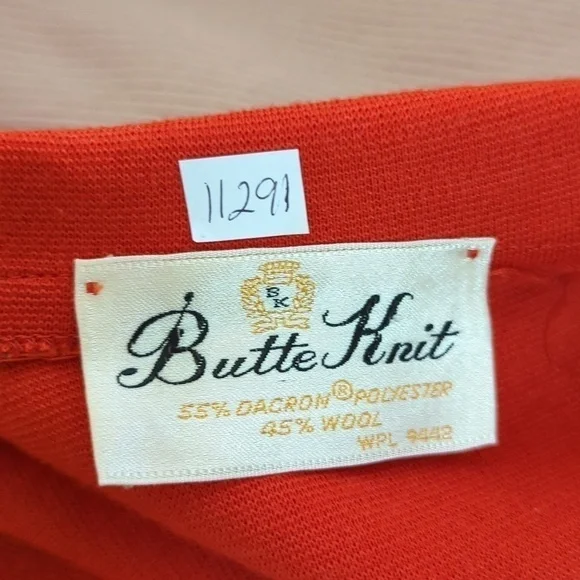 11291
BK
Butte Knit
55% DACRON® POLYESTER
45% WOOL
WPL 9442